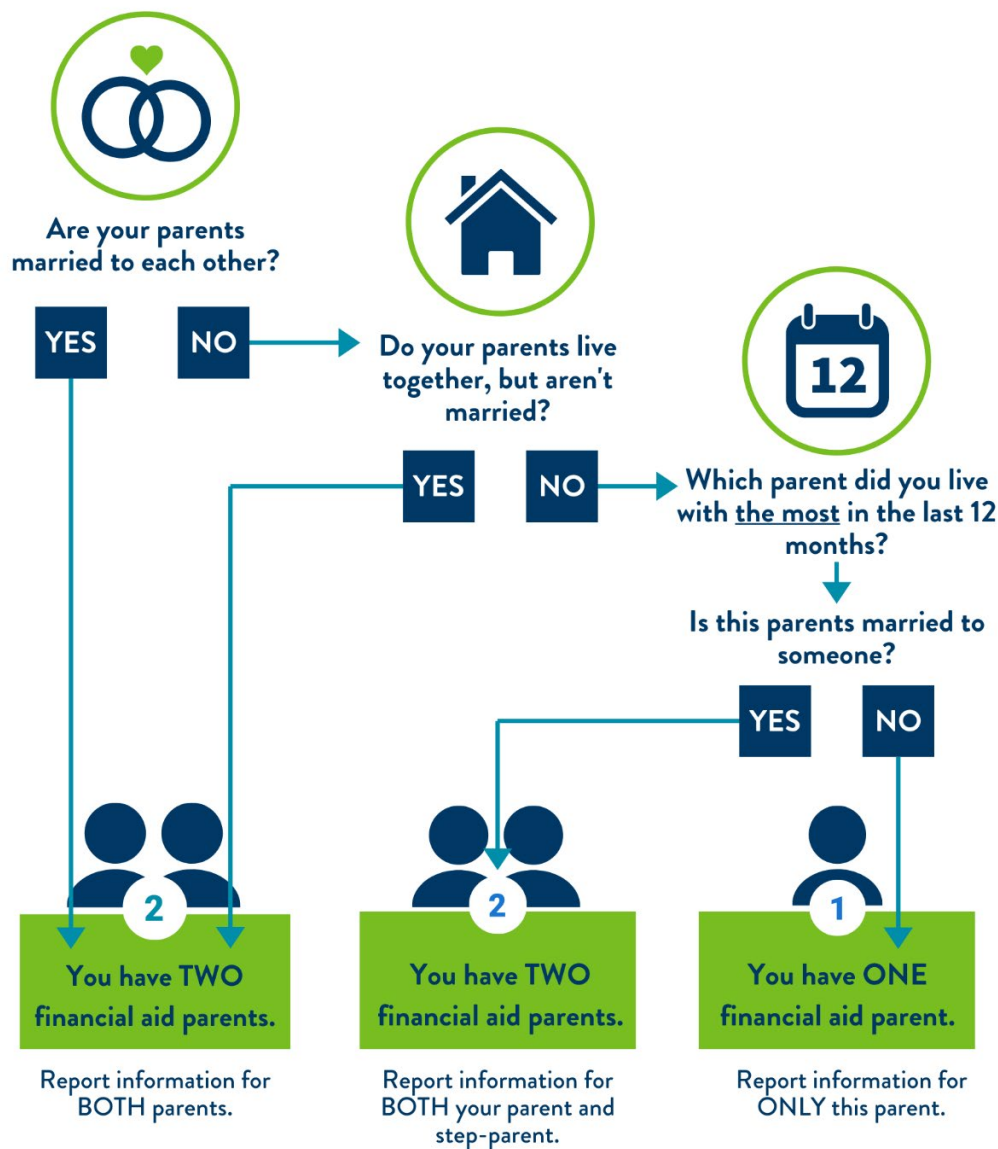 Are your parents
married to each other?
YES
NO
Do your parents live
together, but aren't
married?
YES
NO
12
Which parent did you live
with the most in the last 12
months?
Is this parents married to
someone?
YES
NO
2
You have TWO
financial aid parents.
Report information for
BOTH parents.
2
You have TWO
financial aid parents.
Report information for
BOTH your parent and
step-parent.
1
You have ONE
financial aid parent.
Report information for
ONLY this parent.